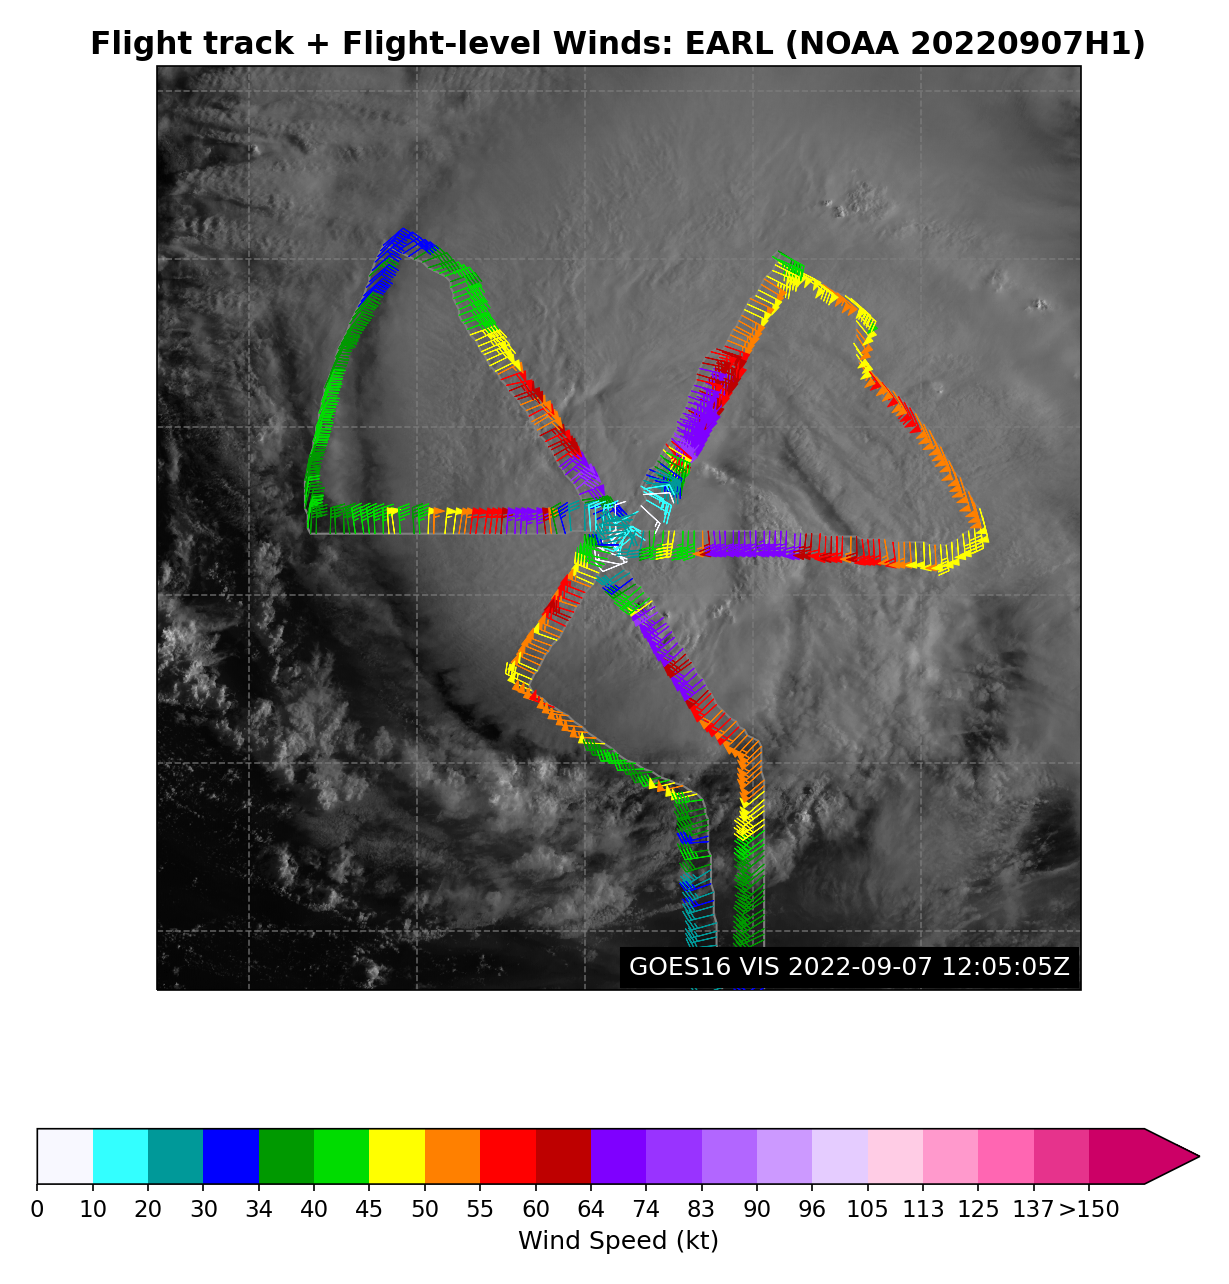 Flight track + Flight-level Winds: EARL (NOAA 20220907H1)
GOES16 VIS 2022-09-07 12:05:05Z
0 10 20 30 34 40 45 50 55 60 64 74 83 90 96 105 113 125 137 >150
Wind Speed (kt)